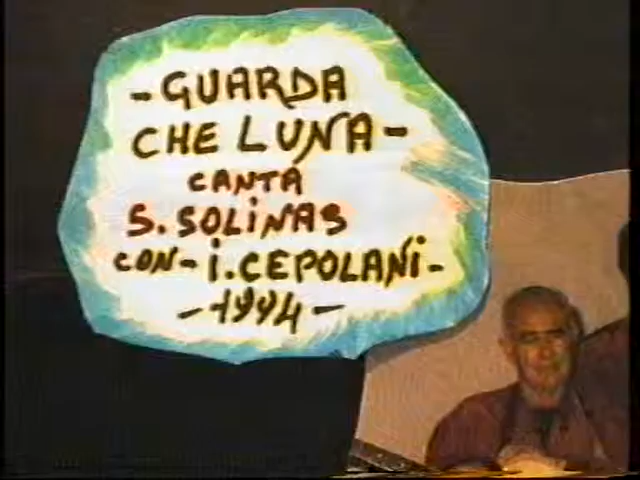 - GUARDA
CHE LUNA -
CANTA
S. SOLINAS
CON - I. CEPOLANI -
- 1994 -